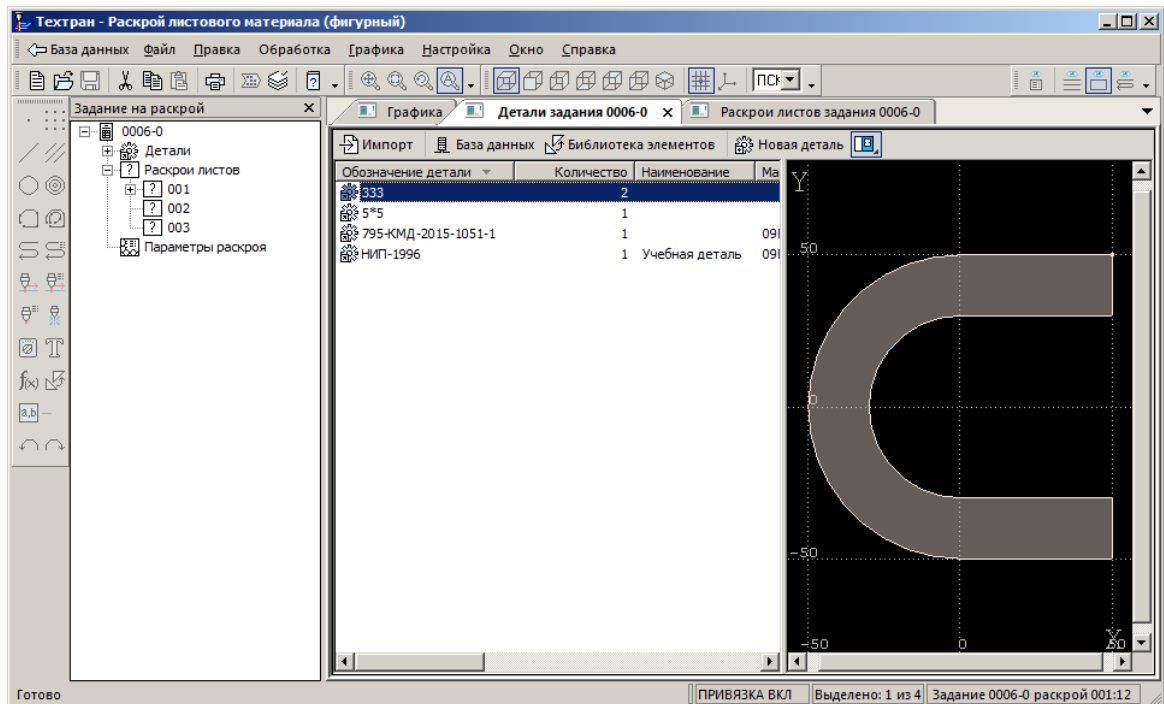 Техтран - Раскрой листового материала (фигурный)
База данных Файл Правка Обработка Графика Настройка Окно Справка
ПСК
Задание на раскрой
0006-0
Детали
Раскрои листов
001
002
003
Параметры раскроя
f(x)
a,b
Графика Детали задания 0006-0 Раскрои листов задания 0006-0
Импорт База данных Библиотека элементов Новая деталь
Обозначение детали Количество Наименование Ма
333 2
5*5 1
795-КМД-2015-1051-1 1 09
НИП-1996 1 Учебная деталь 09
Y
50
0
-50
-50 0 50
X
Готово ПРИВЯЗКА ВКЛ Выделено: 1 из 4 Задание 0006-0 раскрой 001:12